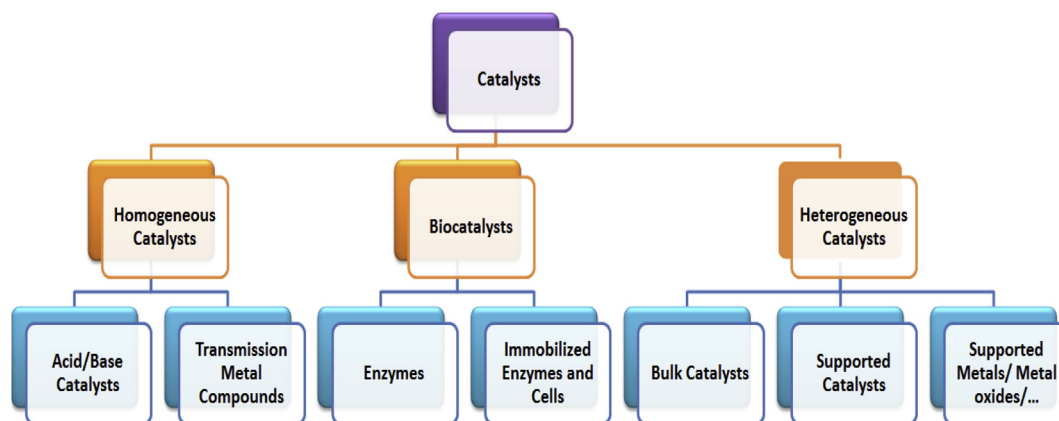 Catalysts
Homogeneous
Catalysts
Biocatalysts
Heterogeneous
Catalysts
Acid/Base
Catalysts
Transmission
Metal
Compounds
Enzymes
Immobilized
Enzymes and
Cells
Bulk Catalysts
Supported
Catalysts
Supported
Metals/ Metal
oxides/...